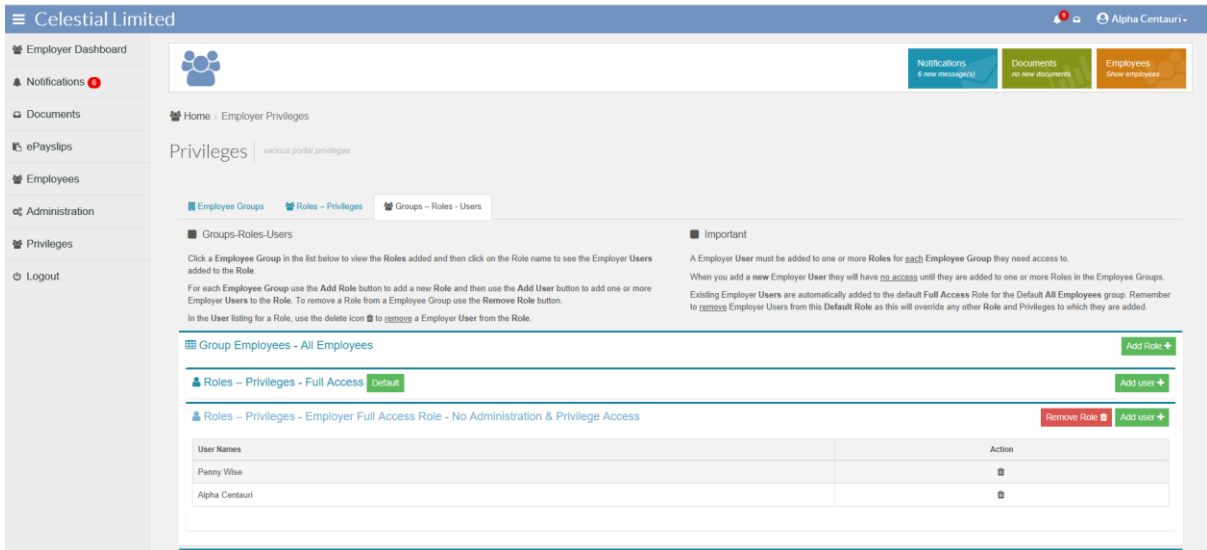 Celestial Limited
6
Alpha Centauri
Employer Dashboard
Notifications 6
Documents
ePayslips
Employees
Administration
Privileges
Logout
Notifications
6 new message(s)
Documents
no new documents
Employees
Show employees
Home › Employer Privileges
Privileges
various portal privileges
Employee Groups
Roles – Privileges
Groups – Roles - Users
Groups-Roles-Users
Click a Employee Group in the list below to view the Roles added and then click on the Role name to see the Employer Users
added to the Role.
For each Employee Group use the Add Role button to add a new Role and then use the Add User button to add one or more
Employer Users to the Role. To remove a Role from a Employee Group use the Remove Role button.
In the User listing for a Role, use the delete icon to remove a Employer User from the Role.
Important
A Employer User must be added to one or more Roles for each Employee Group they need access to.
When you add a new Employer User they will have no access until they are added to one or more Roles in the Employee Groups.
Existing Employer Users are automatically added to the default Full Access Role for the Default All Employees group. Remember
to remove Employer Users from this Default Role as this will override any other Role and Privileges to which they are added.
Group Employees - All Employees
Add Role +
Roles – Privileges - Full Access Default
Add user +
Roles – Privileges - Employer Full Access Role - No Administration & Privilege Access
Remove Role
Add user +
User Names
Action
Penny Wise
Alpha Centauri